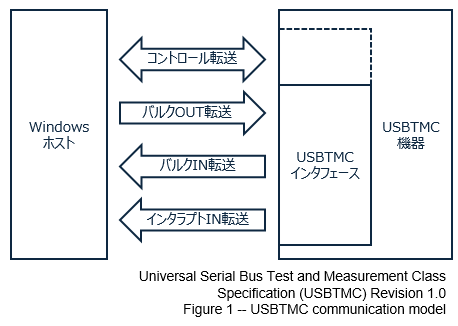 コントロール転送
バルクOUT転送
バルクIN転送
インタラプトIN転送
Windows
ホスト
USBTMC
インタフェース
USBTMC
機器
Universal Serial Bus Test and Measurement Class
Specification (USBTMC) Revision 1.0
Figure 1 -- USBTMC communication model